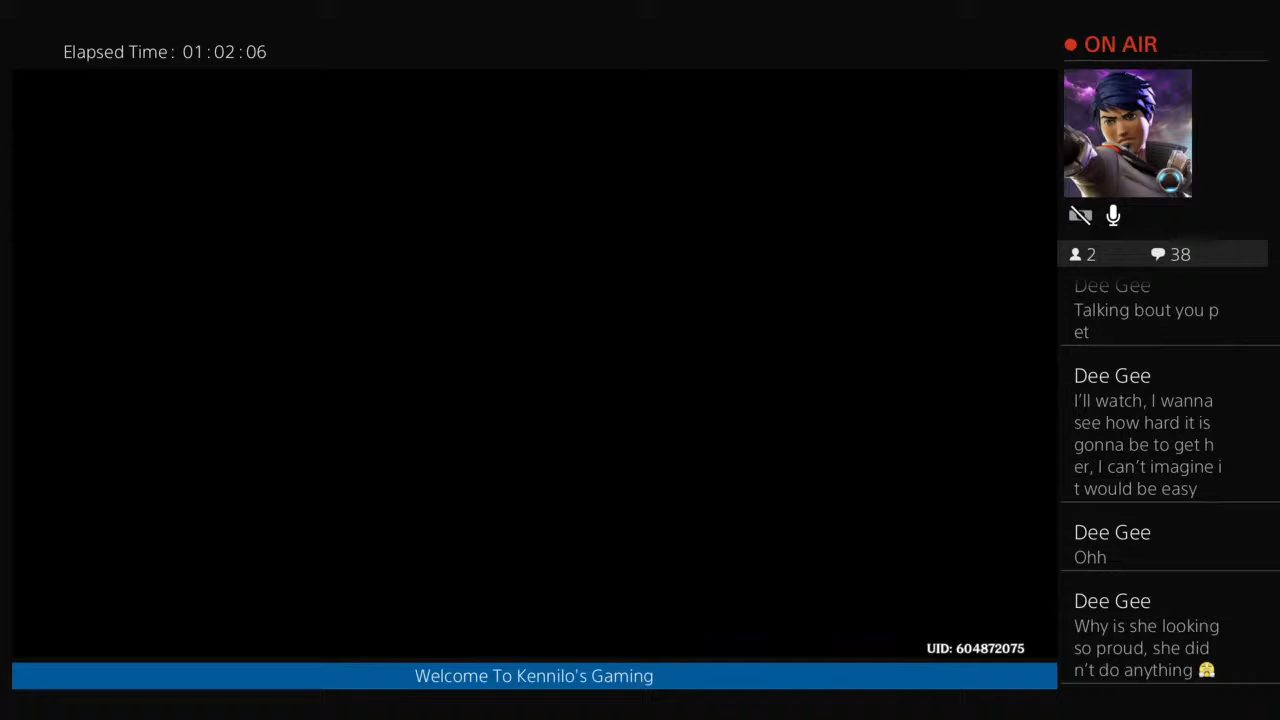 Elapsed Time: 01:02:06
ON AIR
2 38
Dee Gee
Talking bout you p
et
Dee Gee
I'll watch, I wanna
see how hard it is
gonna be to get h
er, I can't imagine i
t would be easy
Dee Gee
Ohh
Dee Gee
Why is she looking
so proud, she did
n't do anything 😤
UID: 604872075
Welcome To Kennilo's Gaming